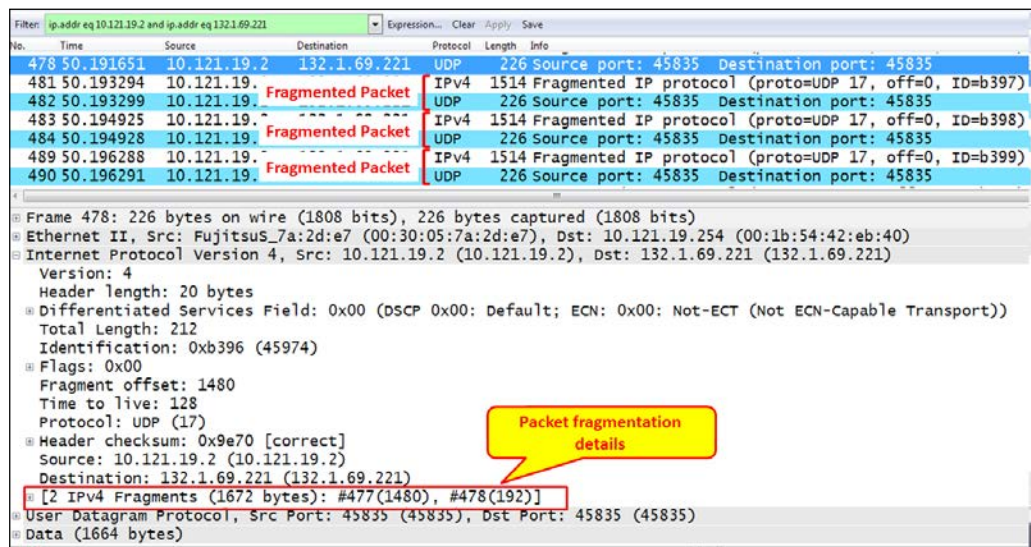 Filter: ip.addr eq 10.121.19.2 and ip.addr eq 132.1.69.221 Expression... Clear Apply Save
No. Time Source Destination Protocol Length Info
478 50.191651 10.121.19.2 132.1.69.221 UDP 226 Source port: 45835 Destination port: 45835
481 50.193294 10.121.19. IPv4 1514 Fragmented IP protocol (proto=UDP 17, off=0, ID=b397)
Fragmented Packet
482 50.193299 10.121.19. UDP 226 Source port: 45835 Destination port: 45835
483 50.194925 10.121.19. IPv4 1514 Fragmented IP protocol (proto=UDP 17, off=0, ID=b398)
Fragmented Packet
484 50.194928 10.121.19. UDP 226 Source port: 45835 Destination port: 45835
489 50.196288 10.121.19. IPv4 1514 Fragmented IP protocol (proto=UDP 17, off=0, ID=b399)
Fragmented Packet
490 50.196291 10.121.19. UDP 226 Source port: 45835 Destination port: 45835
Frame 478: 226 bytes on wire (1808 bits), 226 bytes captured (1808 bits)
Ethernet II, Src: FujitsuS_7a:2d:e7 (00:30:05:7a:2d:e7), Dst: 10.121.19.254 (00:1b:54:42:eb:40)
Internet Protocol Version 4, Src: 10.121.19.2 (10.121.19.2), Dst: 132.1.69.221 (132.1.69.221)
Version: 4
Header length: 20 bytes
Differentiated Services Field: 0x00 (DSCP 0x00: Default; ECN: 0x00: Not-ECT (Not ECN-Capable Transport))
Total Length: 212
Identification: 0xb396 (45974)
Flags: 0x00
Fragment offset: 1480
Time to live: 128
Protocol: UDP (17)
Header checksum: 0x9e70 [correct]
Source: 10.121.19.2 (10.121.19.2)
Destination: 132.1.69.221 (132.1.69.221)
Packet fragmentation
details
[2 IPv4 Fragments (1672 bytes): #477(1480), #478(192)]
User Datagram Protocol, Src Port: 45835 (45835), Dst Port: 45835 (45835)
Data (1664 bytes)